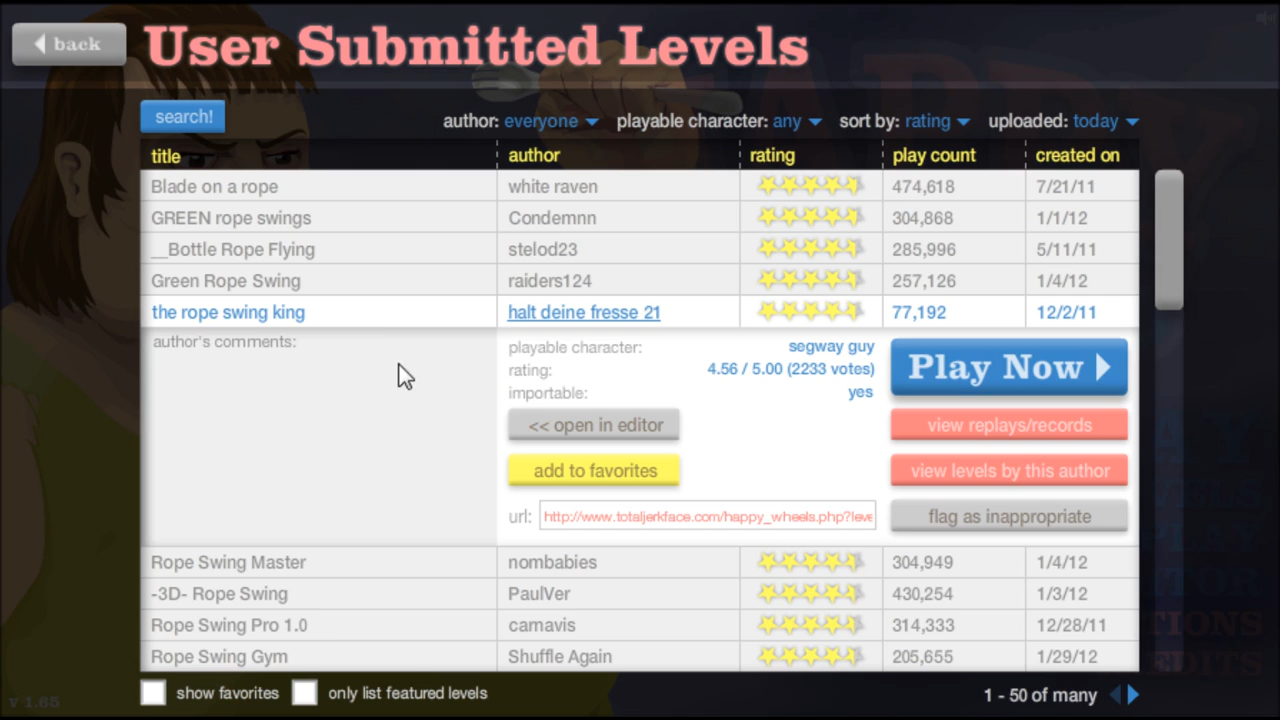 back
User Submitted Levels
search!
author: everyone playable character: any sort by: rating uploaded: today
title author rating play count created on
Blade on a rope white raven 474,618 7/21/11
GREEN rope swings Condemnn 304,868 1/1/12
__Bottle Rope Flying stelod23 285,996 5/11/11
Green Rope Swing raiders124 257,126 1/4/12
the rope swing king halt deine fresse 21 77,192 12/2/11
author's comments:
playable character: segway guy
rating: 4.56 / 5.00 (2233 votes)
importable: yes
Play Now
<< open in editor
view replays/records
add to favorites
view levels by this author
url: http://www.totaljerkface.com/happy_wheels.php?leve
flag as inappropriate
Rope Swing Master nombabies 304,949 1/4/12
-3D- Rope Swing PaulVer 430,254 1/3/12
Rope Swing Pro 1.0 camavis 314,333 12/28/11
Rope Swing Gym Shuffle Again 205,655 1/29/12
show favorites only list featured levels
1 - 50 of many
v 1.65